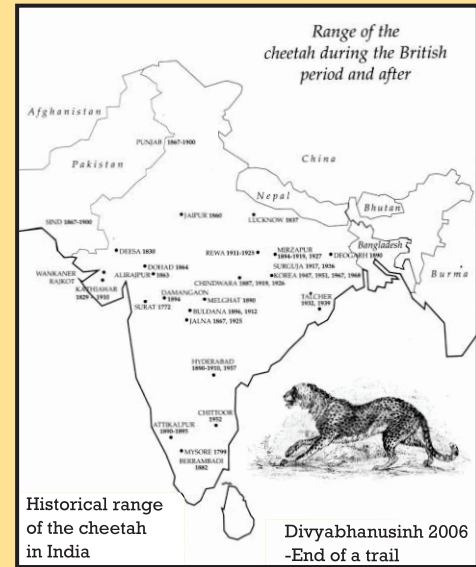 Range of the
cheetah during the British
period and after
Afghanistan
PUNJAB 1867-1900
China
Pakistan
Nepal
Bhutan
SIND 1867-1900
JAIPUR 1860
LUCKNOW 1837
Bangladesh
DEESA 1830
REWA 1911-1925
MIRZAPUR
1894-1919, 1927
DEOGARH 1890
SURGUJA 1917, 1936
Burma
WANKANER
RAJKOT
DOHAD 1864
ALIRAJPUR 1863
KOREA 1947, 1951, 1967, 1968
CHINDWARA 1887, 1919, 1926
KATHIAWAR
1829 - 1910
DAMANGAON
1894
MELGHAT 1890
TALCHER
1932, 1939
SURAT 1772
BULDANA 1896, 1912
JALNA 1867, 1925
HYDERABAD
1890-1910, 1957
CHITTOOR
1952
ATTIKALPUR
1890-1895
MYSORE 1799
BERRAMBADI
1882
Historical range
of the cheetah
in India
Divyabhanusinh 2006
-End of a trail